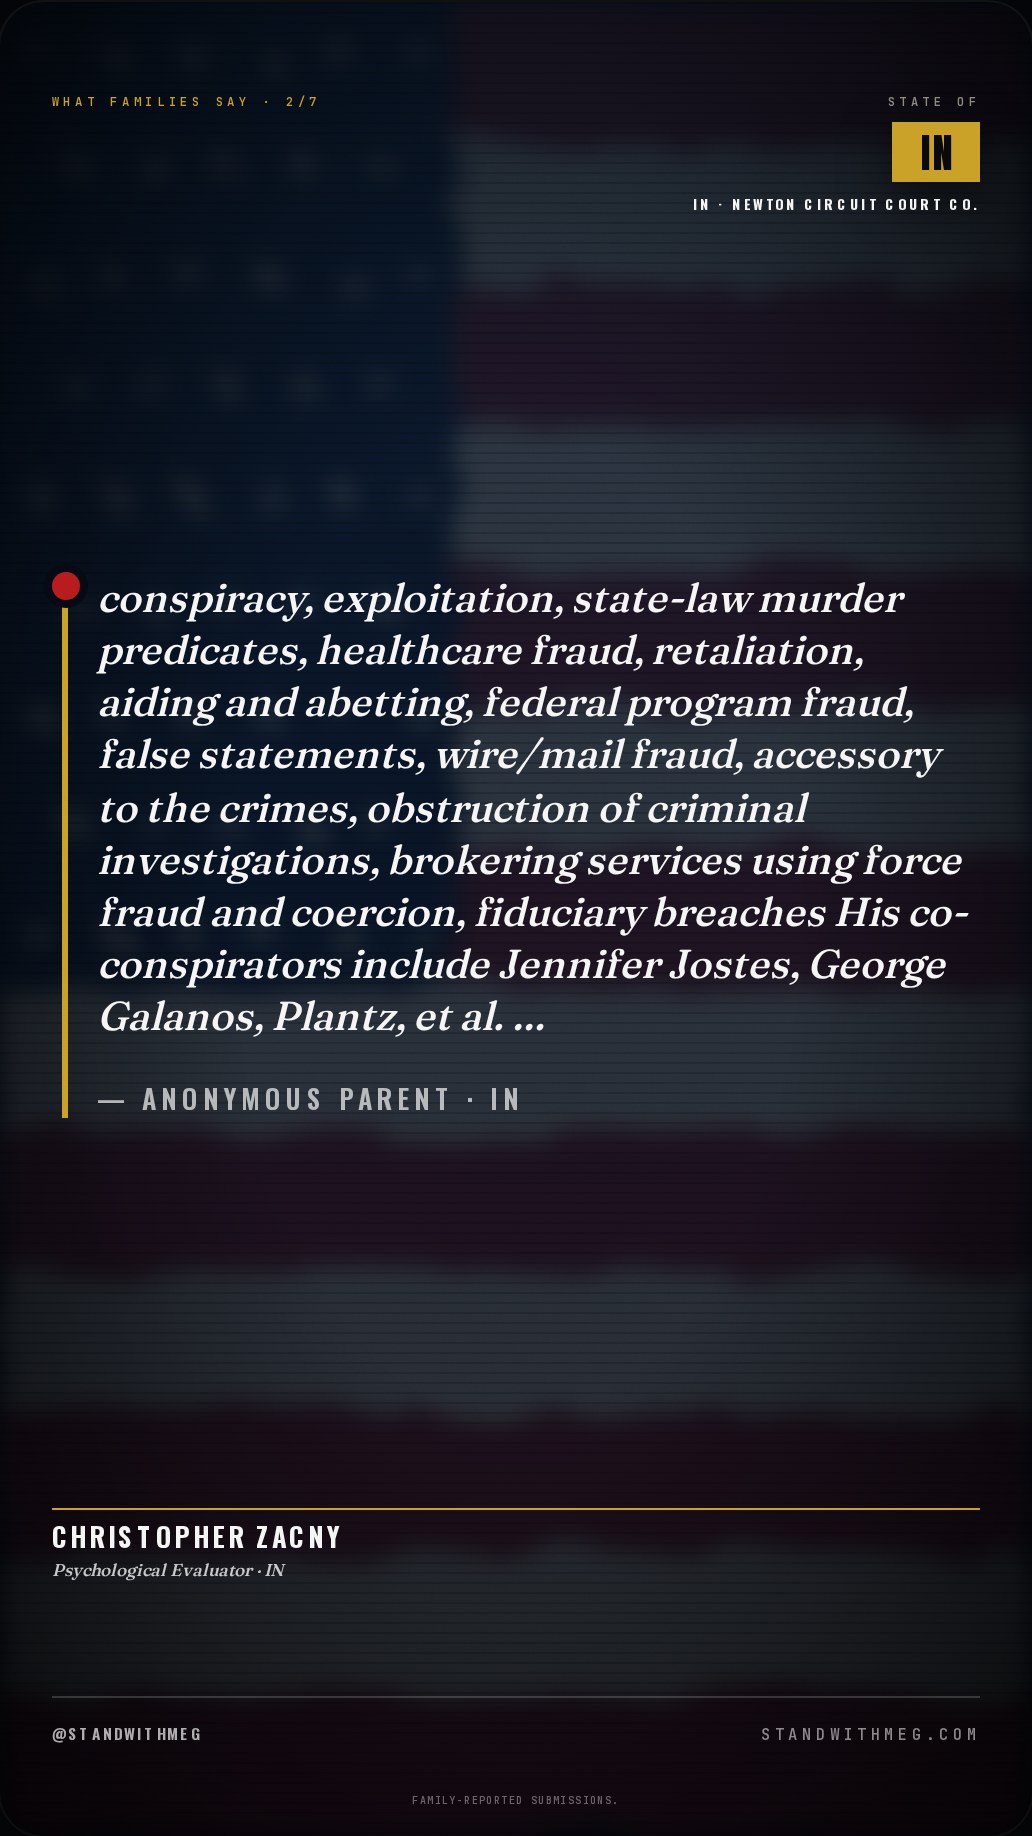 WHAT FAMILIES SAY · 2/7
STATE OF
IN
IN · NEWTON CIRCUIT COURT CO.
conspiracy, exploitation, state-law murder
predicates, healthcare fraud, retaliation,
aiding and abetting, federal program fraud,
false statements, wire/mail fraud, accessory
to the crimes, obstruction of criminal
investigations, brokering services using force
fraud and coercion, fiduciary breaches His co-
conspirators include Jennifer Jostes, George
Galanos, Plantz, et al. ...
— ANONYMOUS PARENT · IN
CHRISTOPHER ZACNY
Psychological Evaluator · IN
@STANDWITHMEG
STANDWITHMEG.COM
FAMILY-REPORTED SUBMISSIONS.